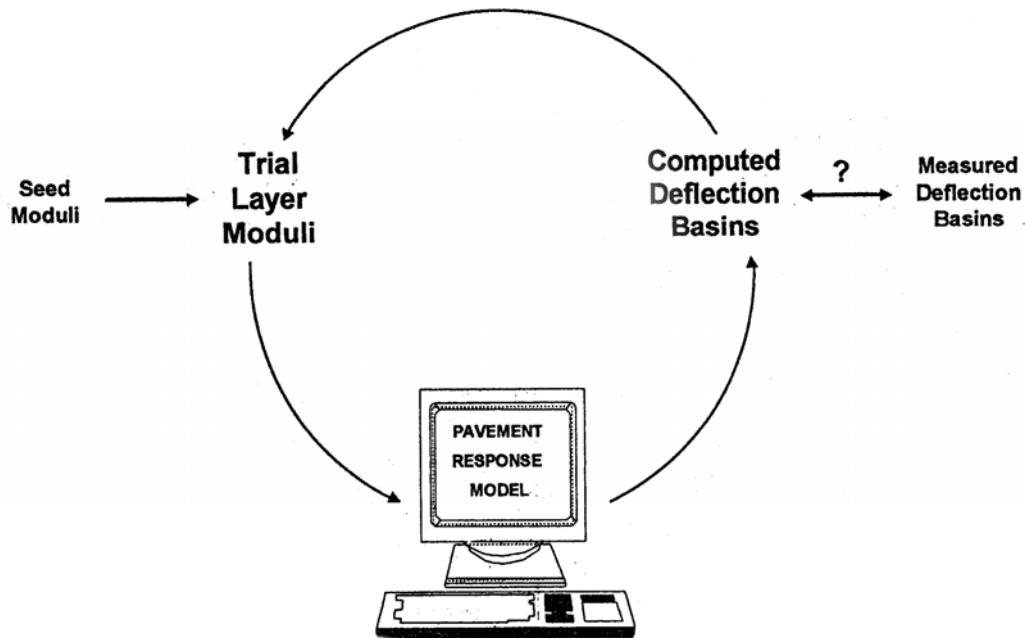 Seed
Moduli
Trial
Layer
Moduli
Computed
Deflection
Basins
?
Measured
Deflection
Basins
PAVEMENT
RESPONSE
MODEL